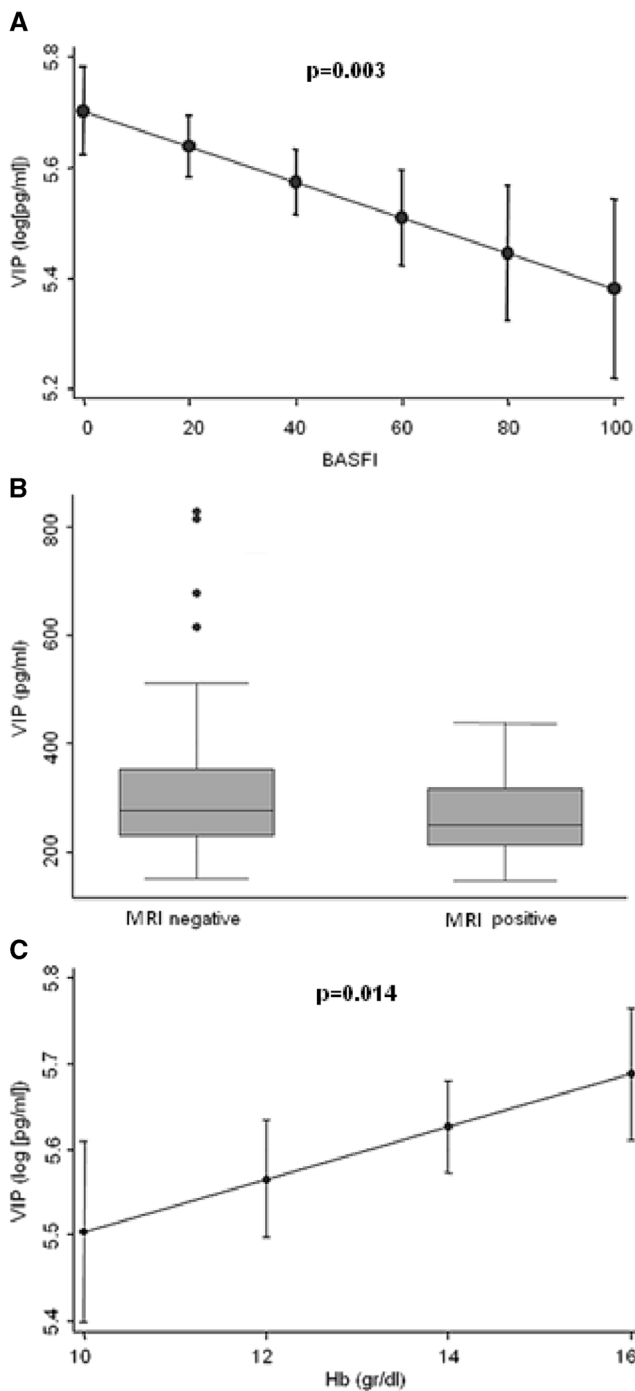 A
p=0.003
VIP (log[pg/ml])
5.8
5.6
5.4
5.2
0 20 40 60 80 100
BASFI
B
VIP (pg/ml)
800
600
400
200
MRI negative MRI positive
C
p=0.014
VIP (log [pg/ml])
5.8
5.7
5.6
5.5
5.4
10 12 14 16
Hb (gr/dl)